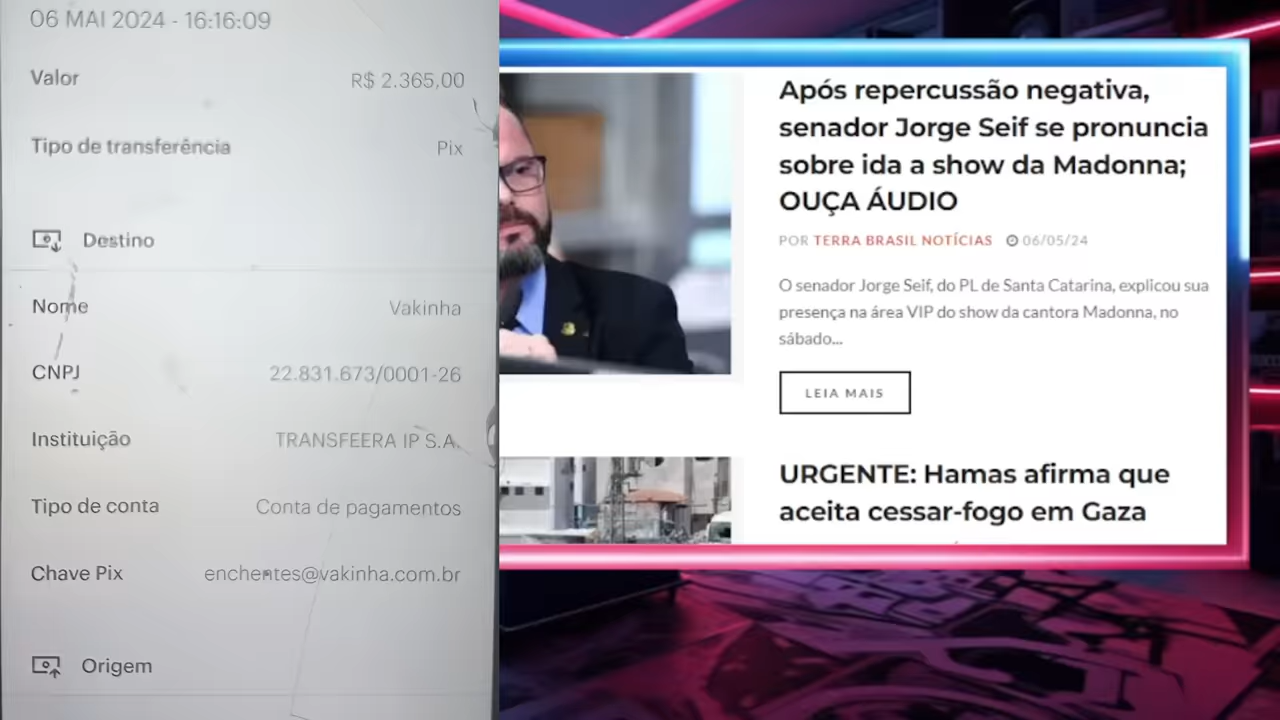 06 MAI 2024 - 16:16:09
Valor R$ 2.365,00
Tipo de transferência Pix
Destino
Nome Vakinha
CNPJ 22.831.673/0001-26
Instituição TRANSFEERA IP S.A.
Tipo de conta Conta de pagamentos
Chave Pix enchentes@vakinha.com.br
Origem
Após repercussão negativa,
senador Jorge Seif se pronuncia
sobre ida a show da Madonna;
OUÇA ÁUDIO
POR TERRA BRASIL NOTÍCIAS 06/05/24
O senador Jorge Seif, do PL de Santa Catarina, explicou sua
presença na área VIP do show da cantora Madonna, no
sábado...
LEIA MAIS
URGENTE: Hamas afirma que
aceita cessar-fogo em Gaza